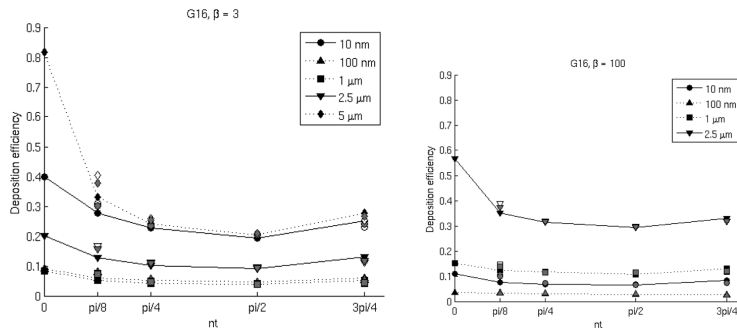 G16, β = 3
10 nm
100 nm
1 μm
2.5 μm
5 μm
Deposition efficiency
0.9
0.8
0.7
0.6
0.5
0.4
0.3
0.2
0.1
0
0
pi/8
pi/4
pi/2
3pi/4
nt
G16, β = 100
10 nm
100 nm
1 μm
2.5 μm
Deposition efficiency
0.9
0.8
0.7
0.6
0.5
0.4
0.3
0.2
0.1
0
0
pi/8
pi/4
pi/2
3pi/4
nt